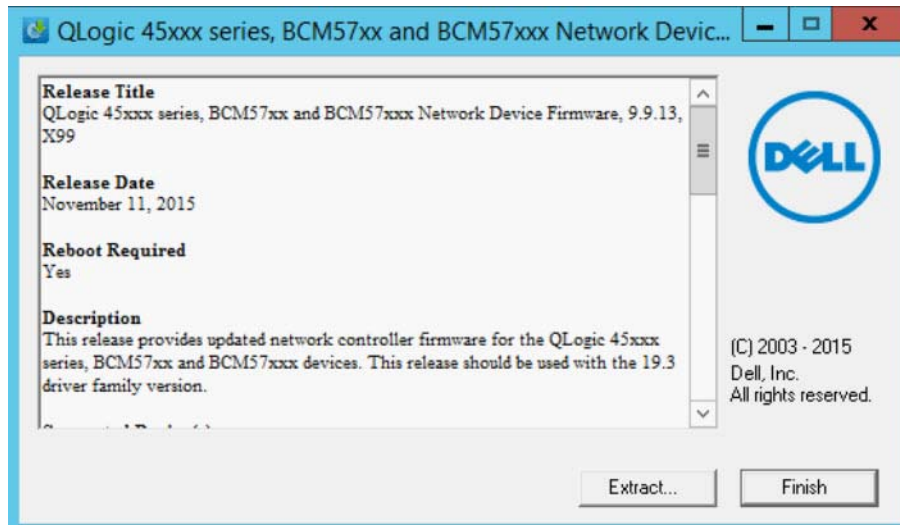 QLogic 45xxx series, BCM57xx and BCM57xxx Network Devic...
Release Title
QLogic 45xxx series, BCM57xx and BCM57xxx Network Device Firmware, 9.9.13,
X99
Release Date
November 11, 2015
Reboot Required
Yes
Description
This release provides updated network controller firmware for the QLogic 45xxx
series, BCM57xx and BCM57xxx devices. This release should be used with the 19.3
driver family version.
DELL
(C) 2003 - 2015
Dell, Inc.
All rights reserved.
Extract...
Finish